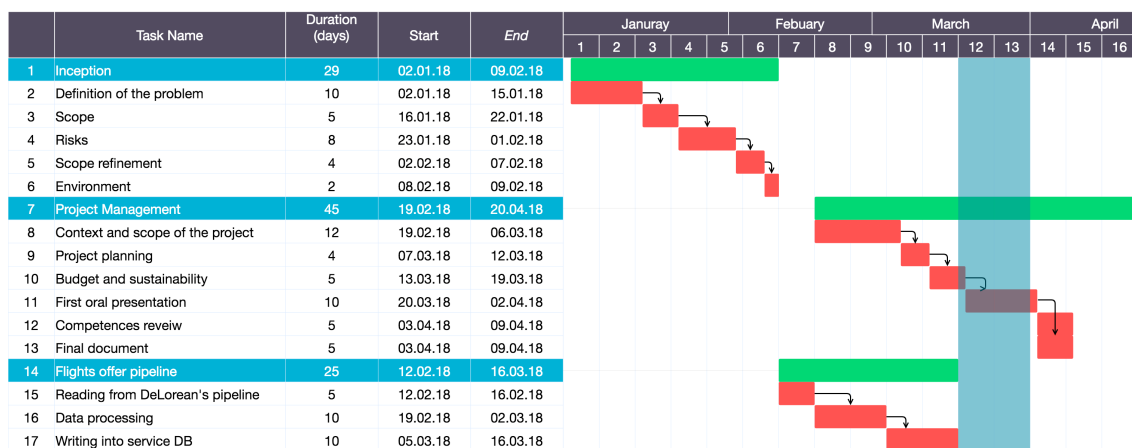 Task Name Duration (days) Start End Januray Febuary March April
1 2 3 4 5 6 7 8 9 10 11 12 13 14 15 16
1 Inception 29 02.01.18 09.02.18
2 Definition of the problem 10 02.01.18 15.01.18
3 Scope 5 16.01.18 22.01.18
4 Risks 8 23.01.18 01.02.18
5 Scope refinement 4 02.02.18 07.02.18
6 Environment 2 08.02.18 09.02.18
7 Project Management 45 19.02.18 20.04.18
8 Context and scope of the project 12 19.02.18 06.03.18
9 Project planning 4 07.03.18 12.03.18
10 Budget and sustainability 5 13.03.18 19.03.18
11 First oral presentation 10 20.03.18 02.04.18
12 Competences reveiw 5 03.04.18 09.04.18
13 Final document 5 03.04.18 09.04.18
14 Flights offer pipeline 25 12.02.18 16.03.18
15 Reading from DeLorean's pipeline 5 12.02.18 16.02.18
16 Data processing 10 19.02.18 02.03.18
17 Writing into service DB 10 05.03.18 16.03.18